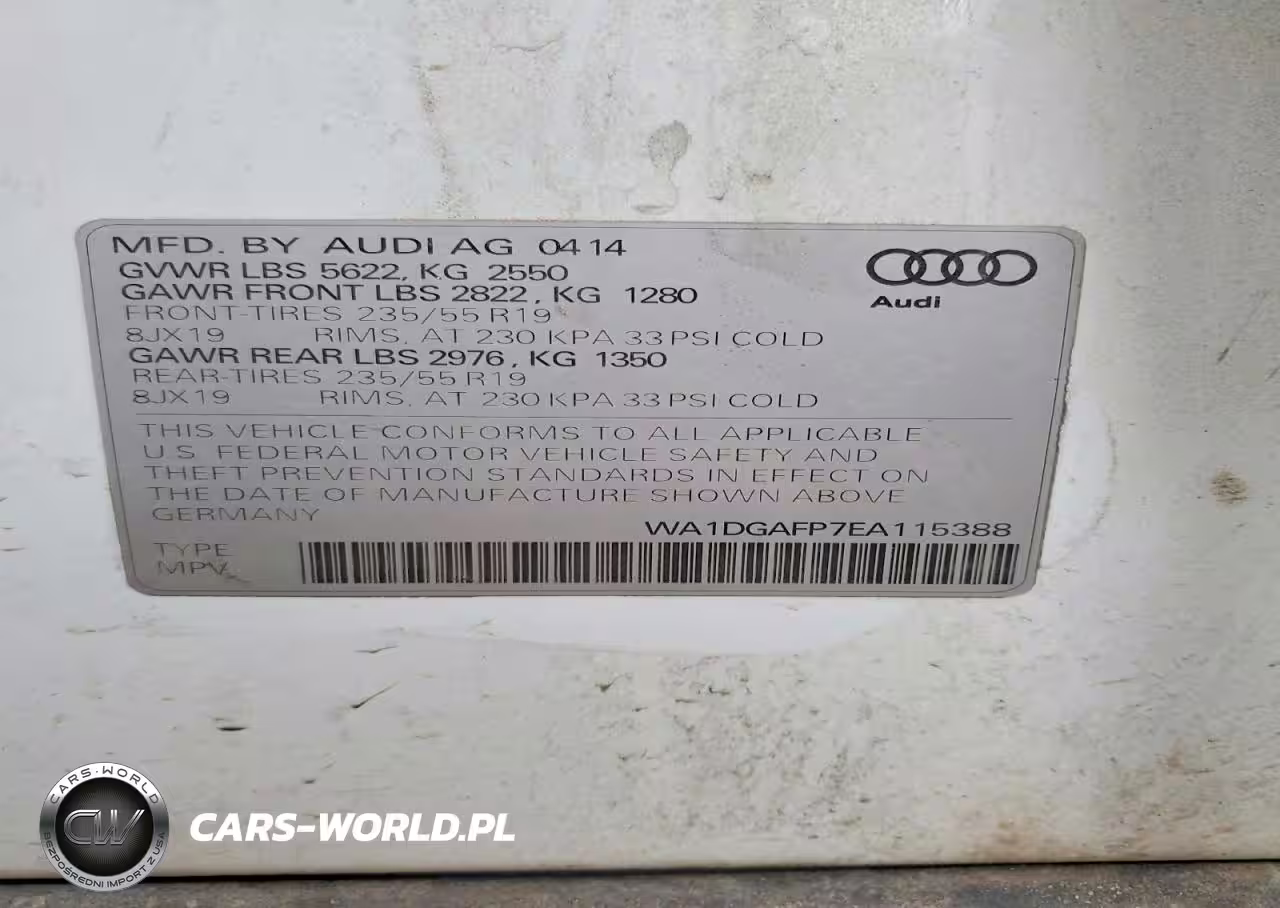 MFD. BY AUDI AG 0414
GVWR LBS 5622, KG 2550
GAWR FRONT LBS 2822, KG 1280
FRONT-TIRES 235/55 R19
8JX19 RIMS, AT 230 KPA 33 PSI COLD
GAWR REAR LBS 2976, KG 1350
REAR-TIRES 235/55 R19
8JX19 RIMS, AT 230 KPA 33 PSI COLD
Audi
THIS VEHICLE CONFORMS TO ALL APPLICABLE
U.S. FEDERAL MOTOR VEHICLE SAFETY AND
THEFT PREVENTION STANDARDS IN EFFECT ON
THE DATE OF MANUFACTURE SHOWN ABOVE
GERMANY
WA1DGAFP7EA115388
TYPE
MPV
CARS-WORLD
CW
BEZPOŚREDNI IMPORT Z USA
CARS-WORLD.PL